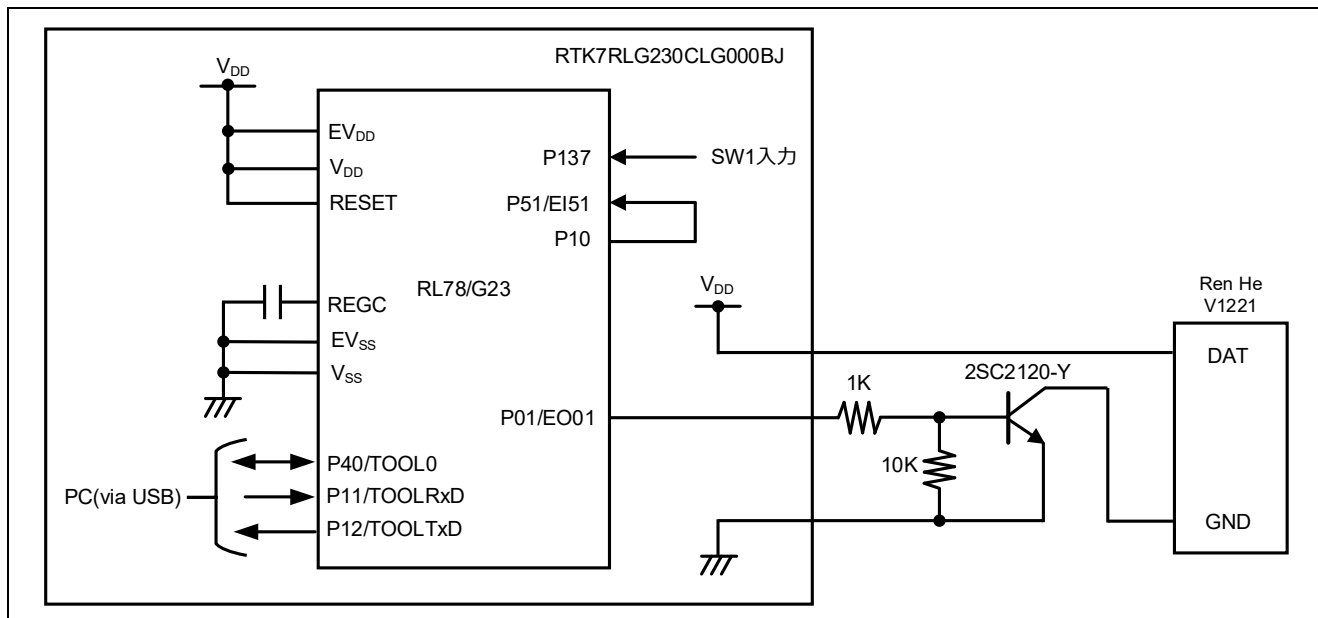 RTK7RLG230CLG000BJ
VDD
EVDD
VDD
RESET
P137
SW1入力
P51/EI51
P10
RL78/G23
REGC
EVSS
VSS
VDD
Ren He
V1221
DAT
2SC2120-Y
1K
P01/EO01
10K
GND
PC(via USB)
P40/TOOL0
P11/TOOLRxD
P12/TOOLTxD